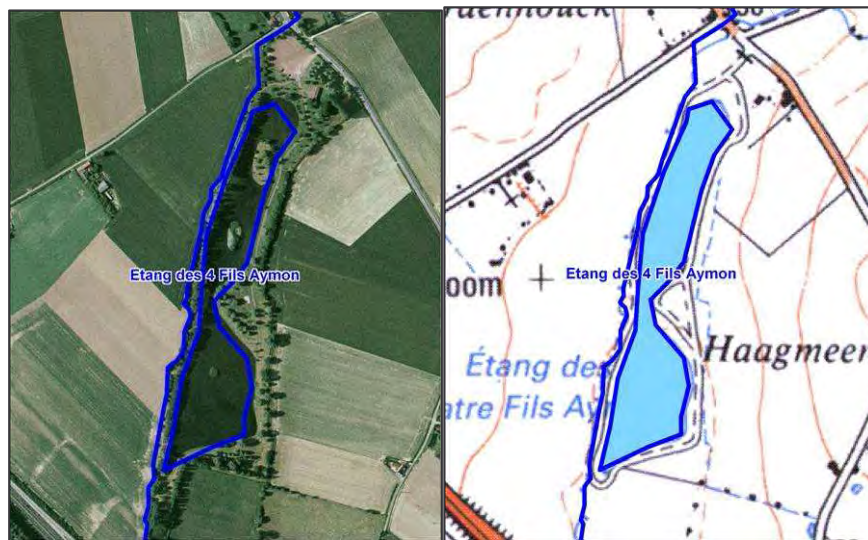 Etang des 4 Fils Aymon
Etang des 4 Fils Aymon
oom
Haagmeer
Étang des
atre Fils Ay